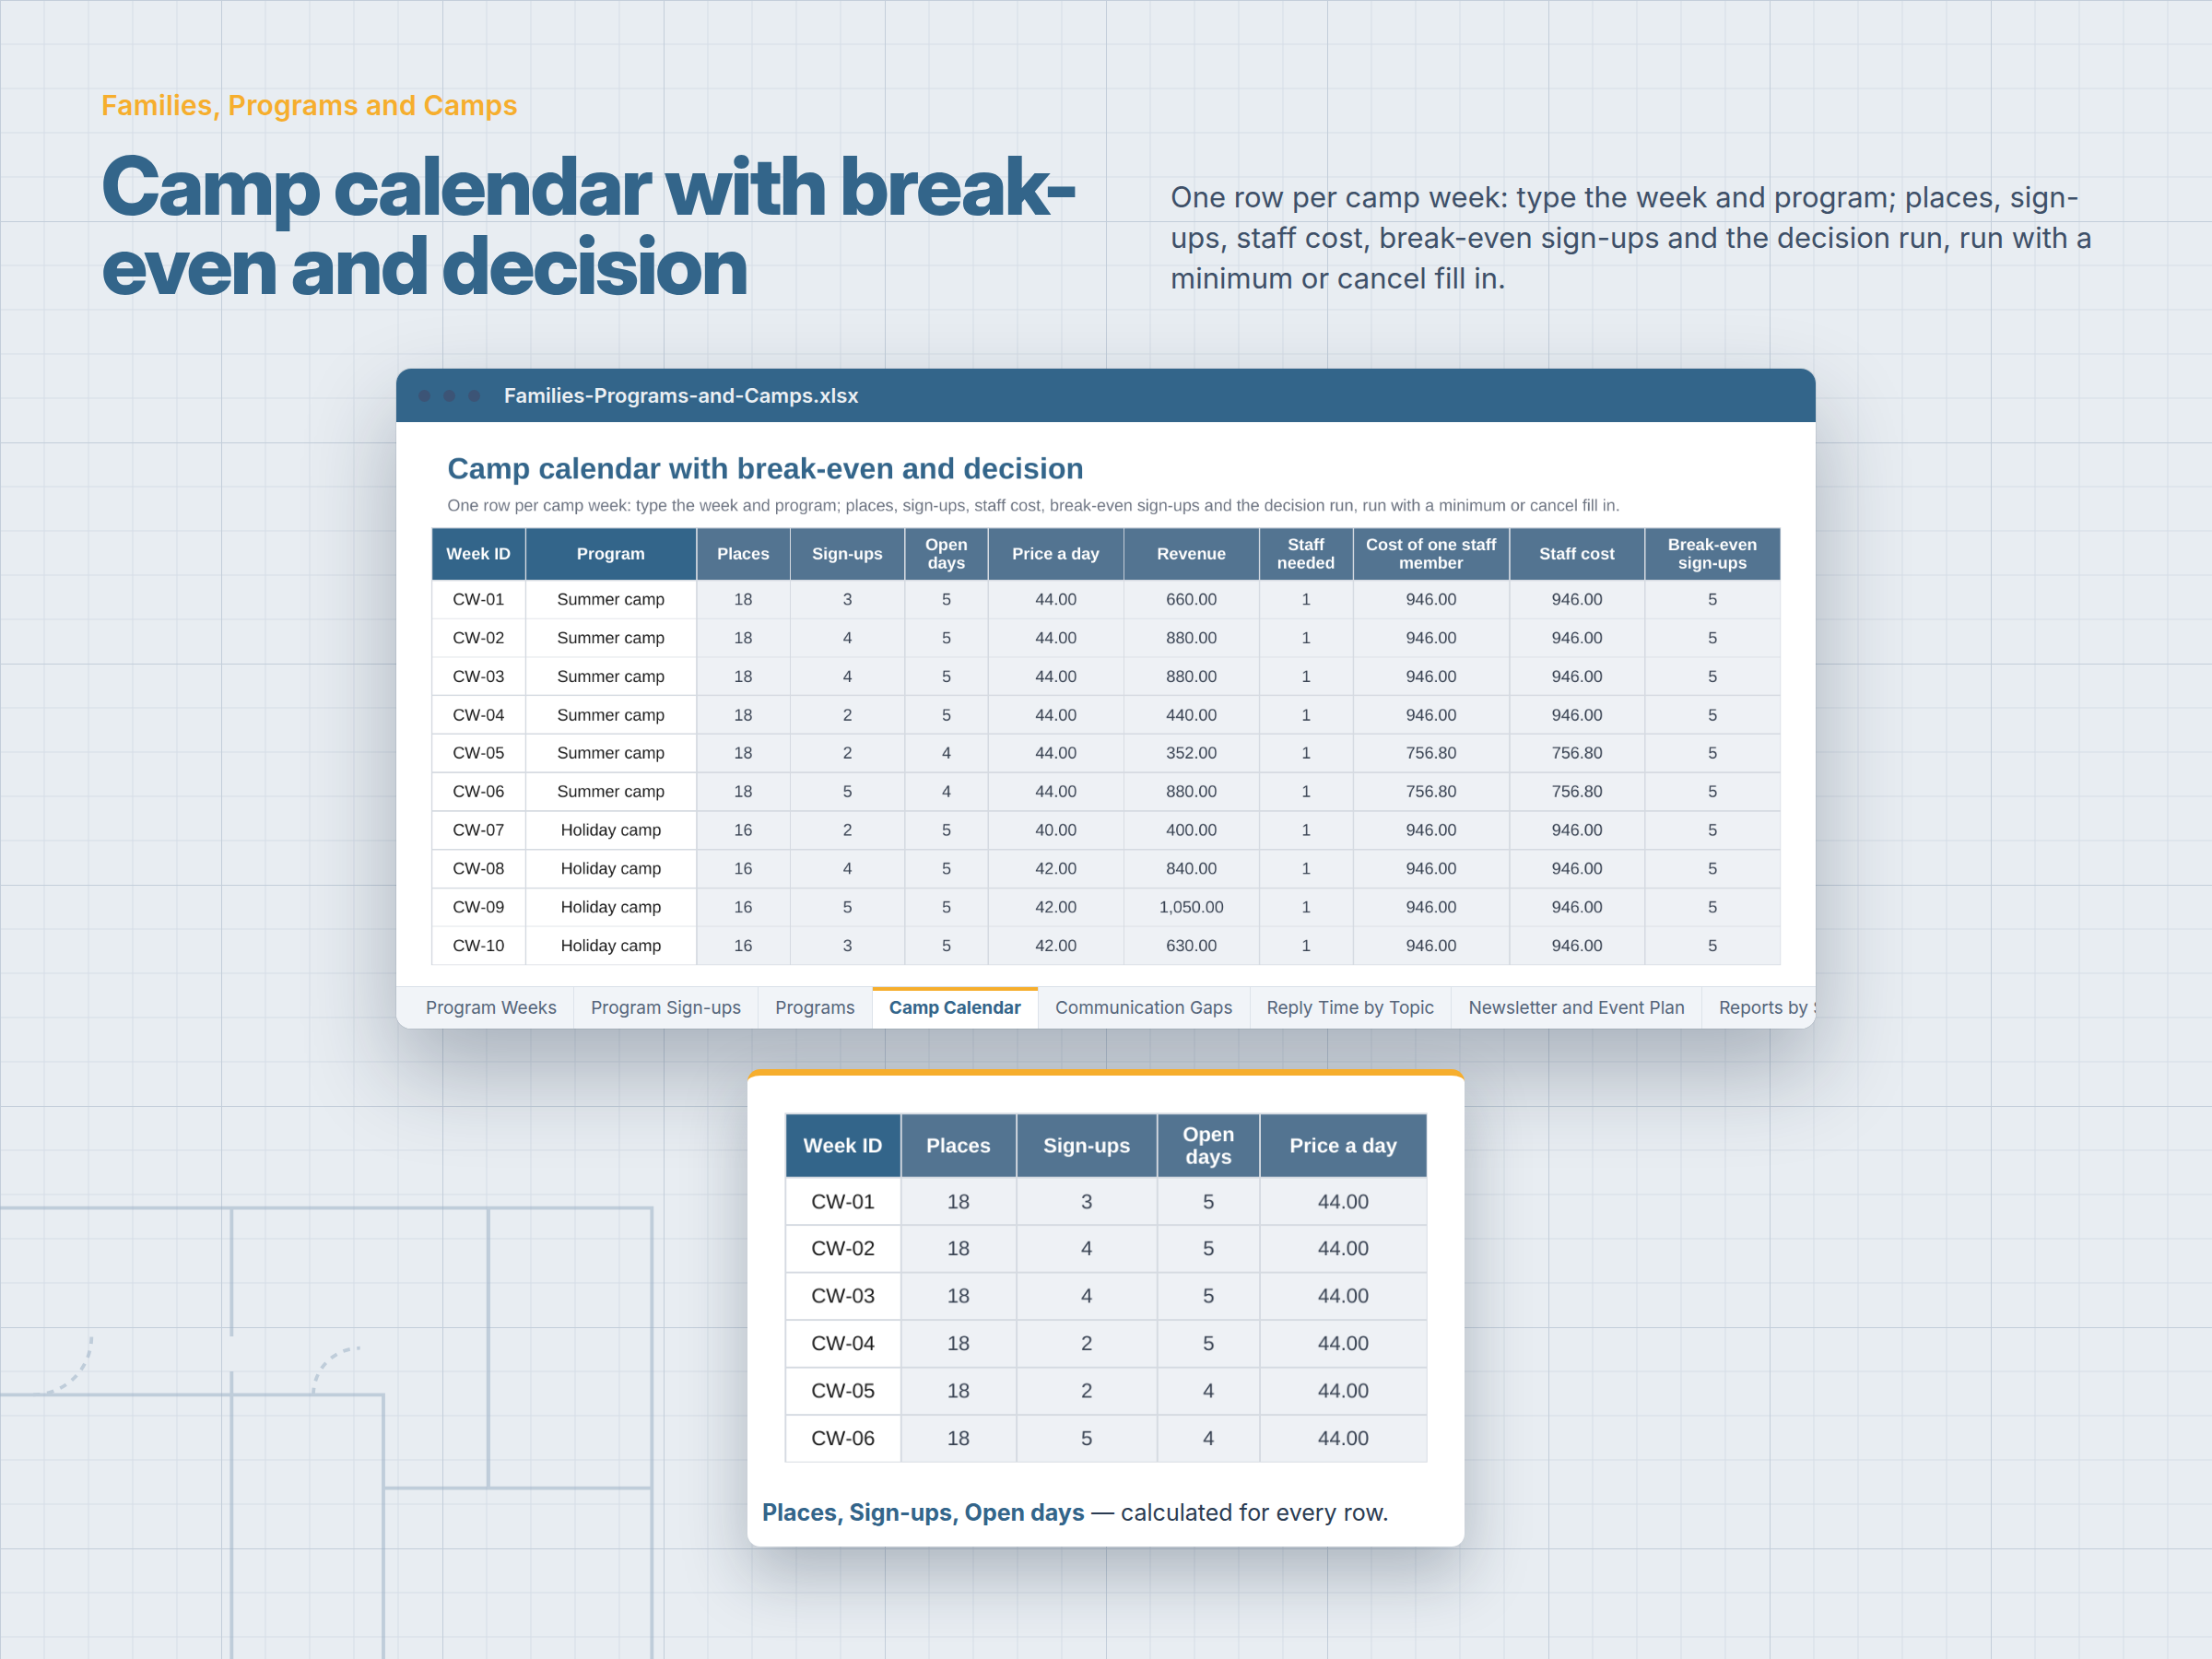 Families, Programs and Camps
Camp calendar with break-
even and decision
One row per camp week: type the week and program; places, sign-
ups, staff cost, break-even sign-ups and the decision run, run with a
minimum or cancel fill in.
Families-Programs-and-Camps.xlsx
Camp calendar with break-even and decision
One row per camp week: type the week and program; places, sign-ups, staff cost, break-even sign-ups and the decision run, run with a minimum or cancel fill in.
Week ID Program Places Sign-ups Open days Price a day Revenue Staff needed Cost of one staff member Staff cost Break-even sign-ups
CW-01 Summer camp 18 3 5 44.00 660.00 1 946.00 946.00 5
CW-02 Summer camp 18 4 5 44.00 880.00 1 946.00 946.00 5
CW-03 Summer camp 18 4 5 44.00 880.00 1 946.00 946.00 5
CW-04 Summer camp 18 2 5 44.00 440.00 1 946.00 946.00 5
CW-05 Summer camp 18 2 4 44.00 352.00 1 756.80 756.80 5
CW-06 Summer camp 18 5 4 44.00 880.00 1 756.80 756.80 5
CW-07 Holiday camp 16 2 5 40.00 400.00 1 946.00 946.00 5
CW-08 Holiday camp 16 4 5 42.00 840.00 1 946.00 946.00 5
CW-09 Holiday camp 16 5 5 42.00 1,050.00 1 946.00 946.00 5
CW-10 Holiday camp 16 3 5 42.00 630.00 1 946.00 946.00 5
Program Weeks Program Sign-ups Programs Camp Calendar Communication Gaps Reply Time by Topic Newsletter and Event Plan Reports by
Week ID Places Sign-ups Open days Price a day
CW-01 18 3 5 44.00
CW-02 18 4 5 44.00
CW-03 18 4 5 44.00
CW-04 18 2 5 44.00
CW-05 18 2 4 44.00
CW-06 18 5 4 44.00
Places, Sign-ups, Open days — calculated for every row.